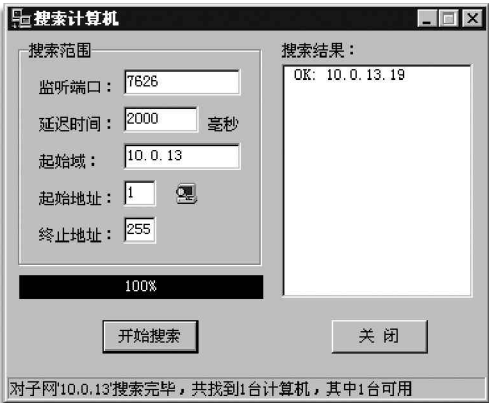 搜索计算机
搜索范围
监听端口： 7626
延迟时间： 2000 毫秒
起始域： 10.0.13
起始地址： 1
终止地址： 255
100%
开始搜索
搜索结果：
OK: 10.0.13.19
关 闭
对子网'10.0.13'搜索完毕，共找到1台计算机，其中1台可用